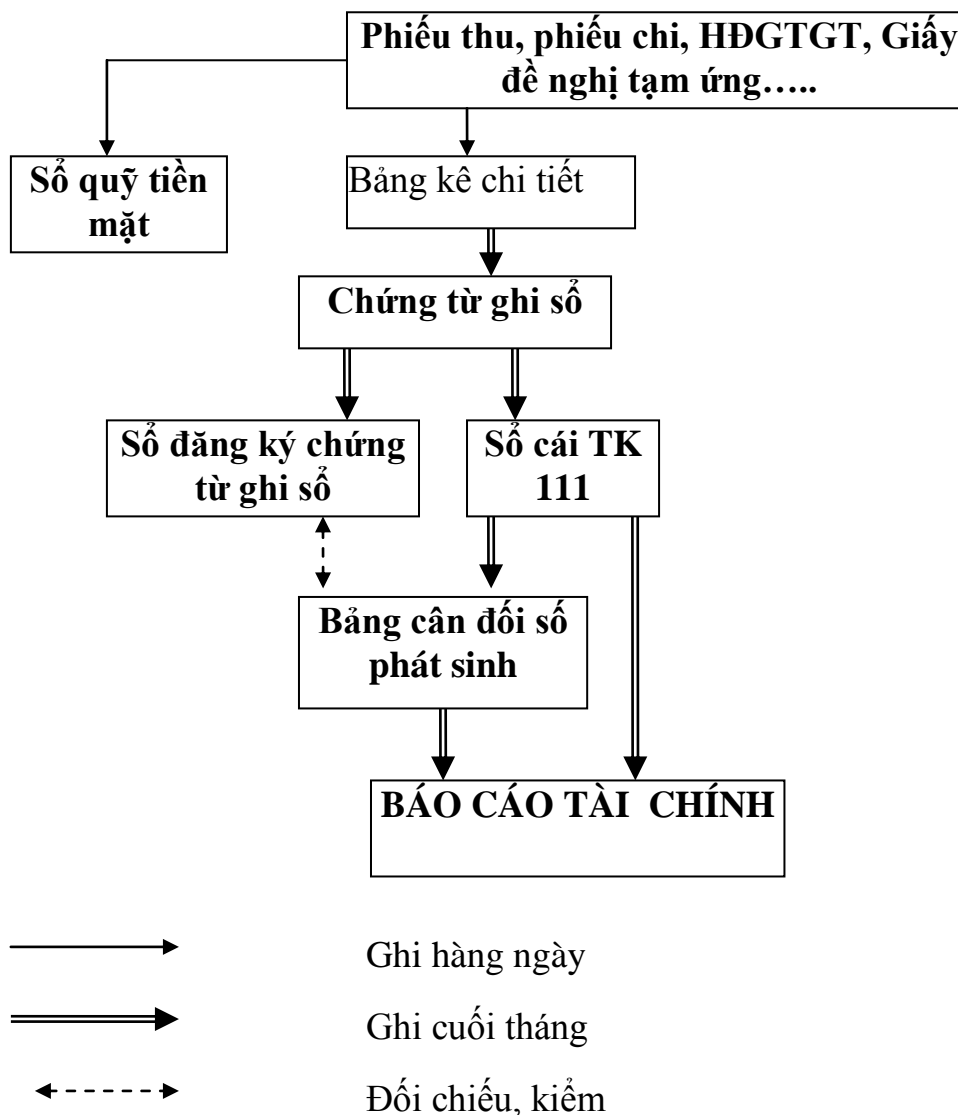 Phiếu thu, phiếu chi, HĐGTGT, Giấy
đề nghị tạm ứng…..
Sổ quỹ tiền
mặt
Bảng kê chi tiết
Chứng từ ghi sổ
Sổ đăng ký chứng
từ ghi sổ
Sổ cái TK
111
Bảng cân đối số
phát sinh
BÁO CÁO TÀI CHÍNH
Ghi hàng ngày
Ghi cuối tháng
Đối chiếu, kiểm